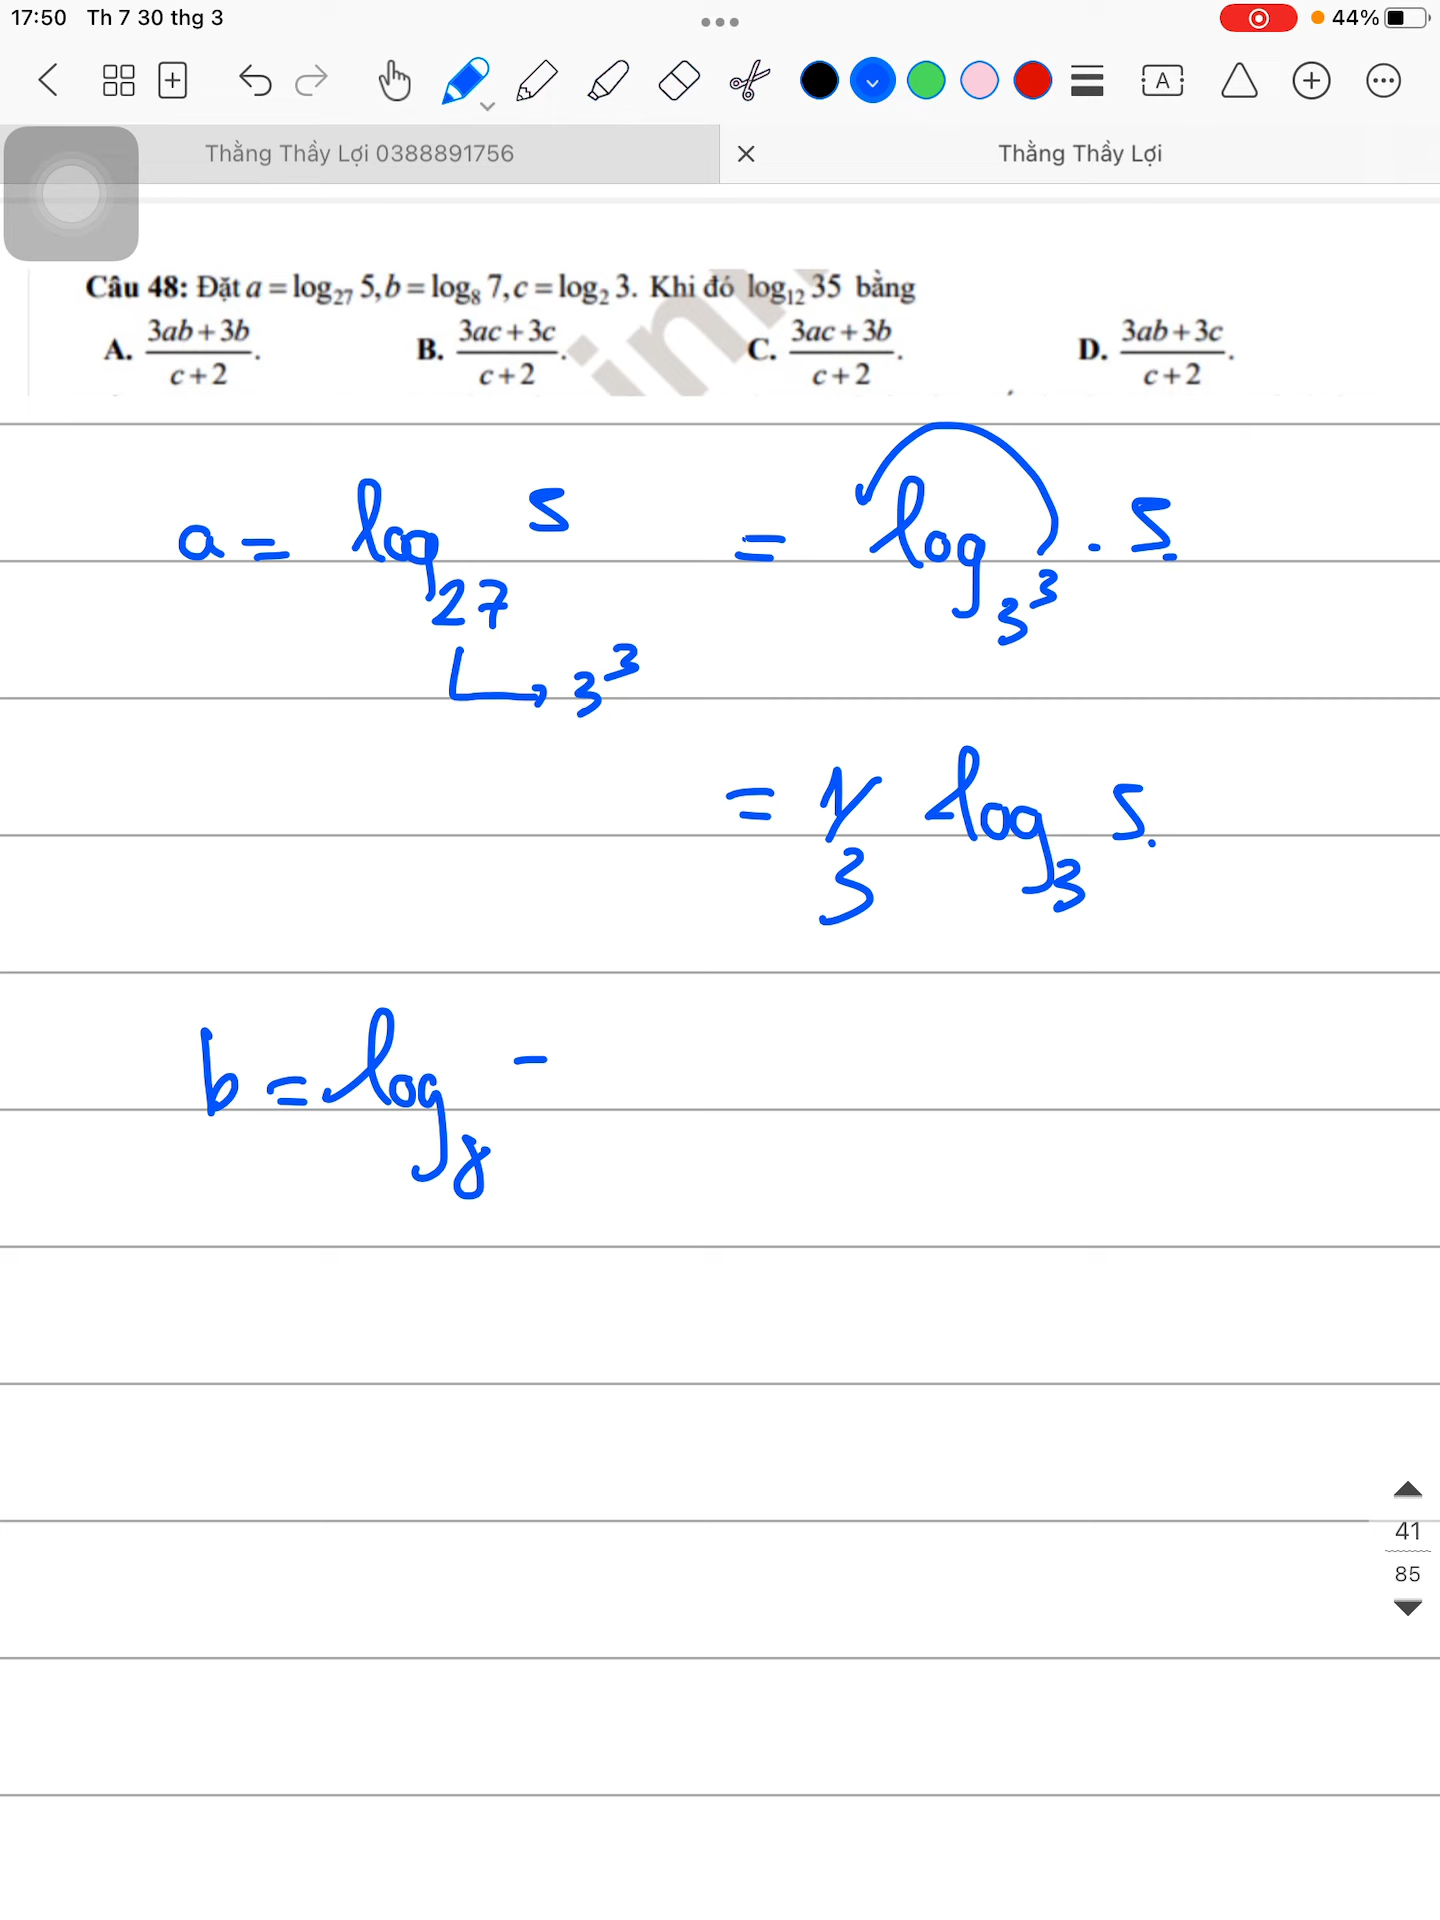 17:50 Th 7 30 thg 3 44%
A
Thằng Thầy Lợi 0388891756 Thằng Thầy Lợi
Câu 48: Đặt a = log₂₇ 5, b = log₈ 7, c = log₂ 3. Khi đó log₁₂ 35 bằng
A. (3ab + 3b)/(c + 2). B. (3ac + 3c)/(c + 2). C. (3ac + 3b)/(c + 2). D. (3ab + 3c)/(c + 2).
a = log₂₇ 5 = log_3³ . 5.
↳ 3³
= 1/3 log₃ 5.
b = log₈
41
85